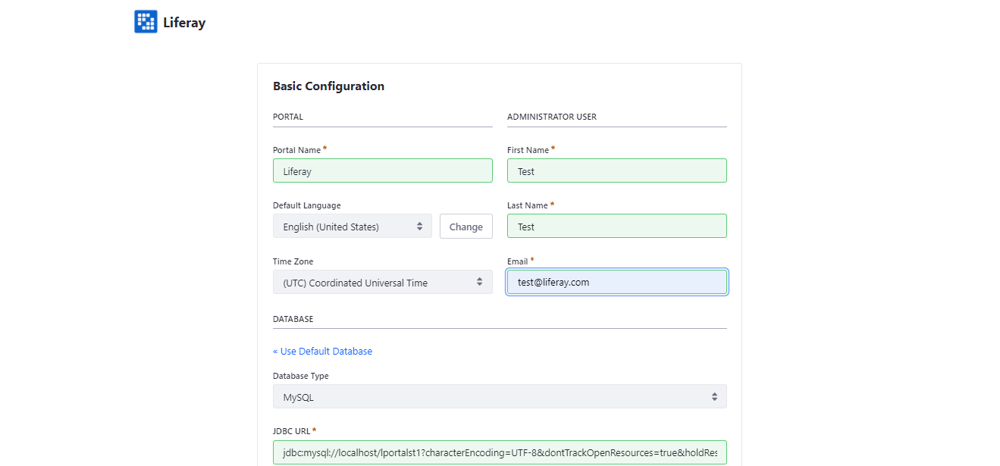 Liferay
Basic Configuration
PORTAL
ADMINISTRATOR USER
Portal Name *
First Name *
Liferay
Test
Default Language
Last Name *
English (United States)
Change
Test
Time Zone
Email *
(UTC) Coordinated Universal Time
test@liferay.com
DATABASE
« Use Default Database
Database Type
MySQL
JDBC URL *
jdbc:mysql://localhost/lportalst1?characterEncoding=UTF-8&dontTrackOpenResources=true&holdRes